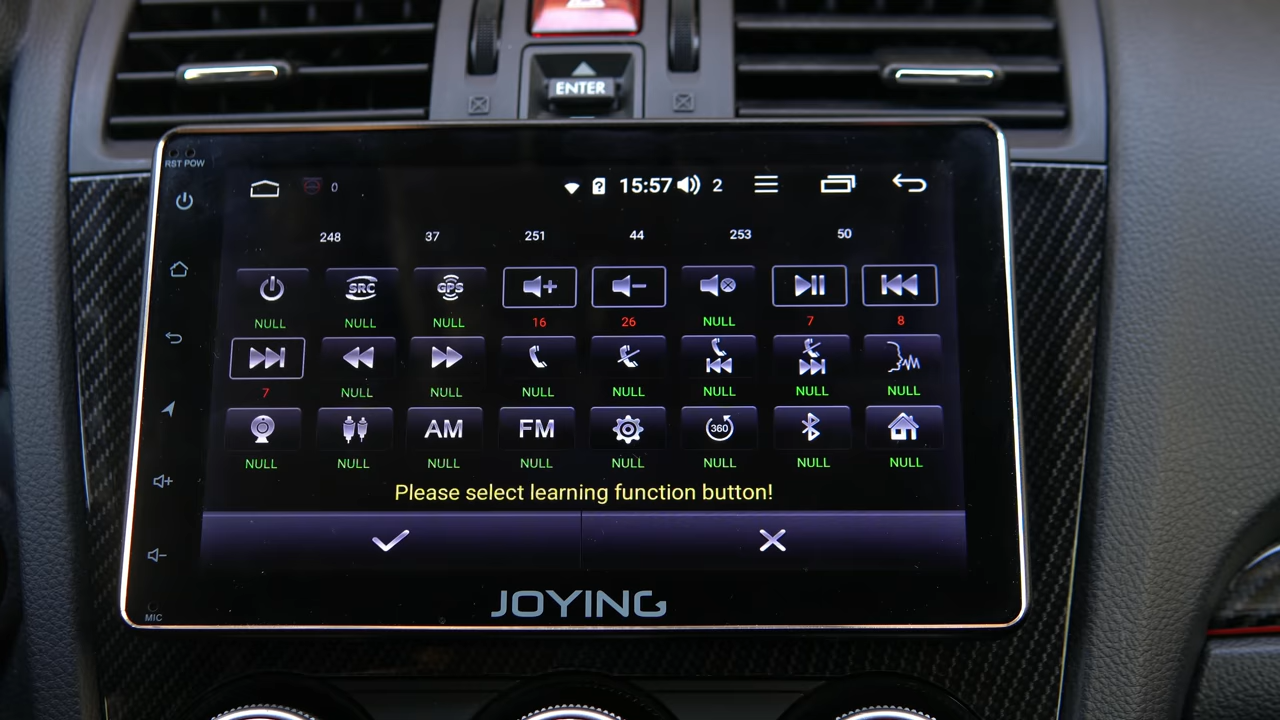 ENTER
RST POW
0 15:57 2
248 37 251 44 253 50
SRC GPS
NULL NULL NULL 16 26 NULL 7 8
7 NULL NULL NULL NULL NULL NULL NULL
AM FM 360
NULL NULL NULL NULL NULL NULL NULL NULL
Please select learning function button!
JOYING
MIC